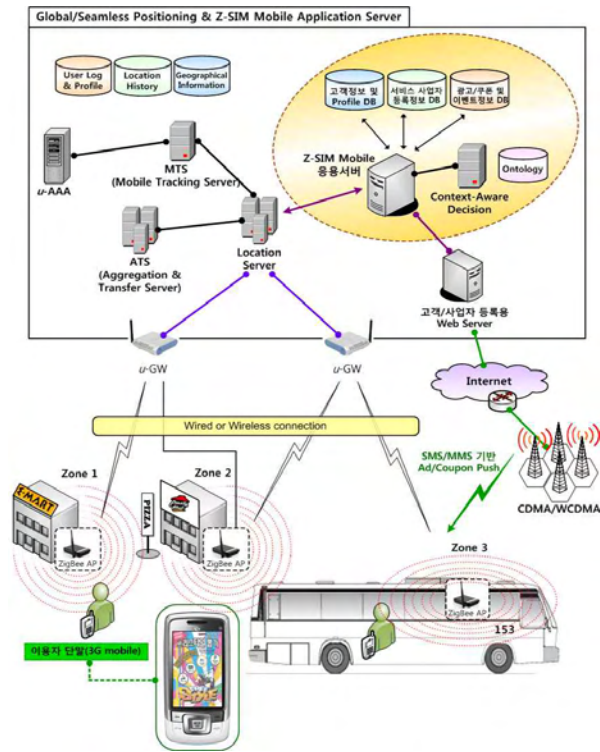 Global/Seamless Positioning & Z-SIM Mobile Application Server
User Log
& Profile
Location
History
Geographical
Information
고객정보 및
Profile DB
서비스 사업자
등록정보 DB
광고/쿠폰 및
이벤트정보 DB
u-AAA
MTS
(Mobile Tracking Server)
Z-SIM Mobile
응용서버
Ontology
Context-Aware
Decision
ATS
(Aggregation &
Transfer Server)
Location
Server
고객/사업자 등록용
Web Server
u-GW
u-GW
Internet
Wired or Wireless connection
SMS/MMS 기반
Ad/Coupon Push
CDMA/WCDMA
Zone 1
Zone 2
E-MART
PIZZA
ZigBee AP
ZigBee AP
Zone 3
ZigBee AP
153
이용자 단말(3G mobile)